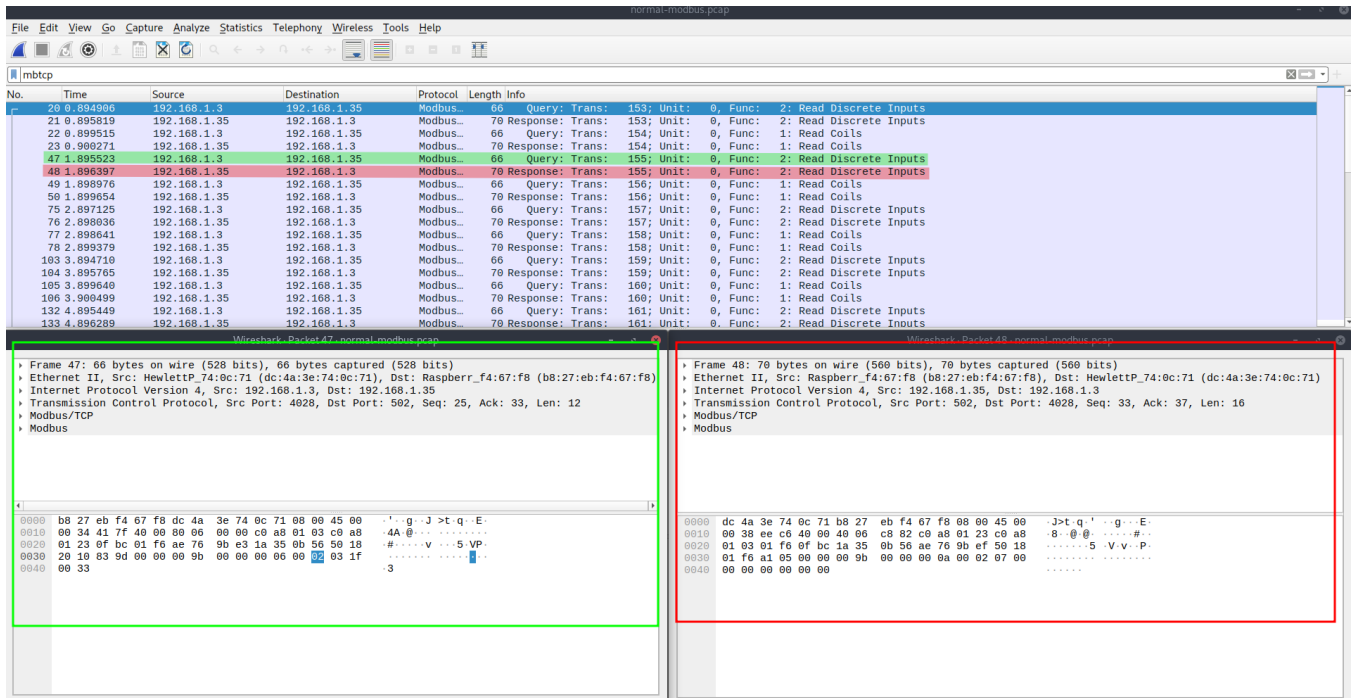 normal-modbus.pcap
File Edit View Go Capture Analyze Statistics Telephony Wireless Tools Help
mbtcp
No. Time Source Destination Protocol Length Info
20 0.894906 192.168.1.3 192.168.1.35 Modbus… 66 Query: Trans: 153; Unit: 0, Func: 2: Read Discrete Inputs
21 0.895819 192.168.1.35 192.168.1.3 Modbus… 70 Response: Trans: 153; Unit: 0, Func: 2: Read Discrete Inputs
22 0.899515 192.168.1.3 192.168.1.35 Modbus… 66 Query: Trans: 154; Unit: 0, Func: 1: Read Coils
23 0.900271 192.168.1.35 192.168.1.3 Modbus… 70 Response: Trans: 154; Unit: 0, Func: 1: Read Coils
47 1.895523 192.168.1.3 192.168.1.35 Modbus… 66 Query: Trans: 155; Unit: 0, Func: 2: Read Discrete Inputs
48 1.896397 192.168.1.35 192.168.1.3 Modbus… 70 Response: Trans: 155; Unit: 0, Func: 2: Read Discrete Inputs
49 1.898976 192.168.1.3 192.168.1.35 Modbus… 66 Query: Trans: 156; Unit: 0, Func: 1: Read Coils
50 1.899654 192.168.1.35 192.168.1.3 Modbus… 70 Response: Trans: 156; Unit: 0, Func: 1: Read Coils
75 2.897125 192.168.1.3 192.168.1.35 Modbus… 66 Query: Trans: 157; Unit: 0, Func: 2: Read Discrete Inputs
76 2.898036 192.168.1.35 192.168.1.3 Modbus… 70 Response: Trans: 157; Unit: 0, Func: 2: Read Discrete Inputs
77 2.898641 192.168.1.3 192.168.1.35 Modbus… 66 Query: Trans: 158; Unit: 0, Func: 1: Read Coils
78 2.899379 192.168.1.35 192.168.1.3 Modbus… 70 Response: Trans: 158; Unit: 0, Func: 1: Read Coils
103 3.894710 192.168.1.3 192.168.1.35 Modbus… 66 Query: Trans: 159; Unit: 0, Func: 2: Read Discrete Inputs
104 3.895765 192.168.1.35 192.168.1.3 Modbus… 70 Response: Trans: 159; Unit: 0, Func: 2: Read Discrete Inputs
105 3.899640 192.168.1.3 192.168.1.35 Modbus… 66 Query: Trans: 160; Unit: 0, Func: 1: Read Coils
106 3.900499 192.168.1.35 192.168.1.3 Modbus… 70 Response: Trans: 160; Unit: 0, Func: 1: Read Coils
132 4.895449 192.168.1.3 192.168.1.35 Modbus… 66 Query: Trans: 161; Unit: 0, Func: 2: Read Discrete Inputs
133 4.896289 192.168.1.35 192.168.1.3 Modbus… 70 Response: Trans: 161; Unit: 0, Func: 2: Read Discrete Inputs
Wireshark · Packet 47 · normal-modbus.pcap
Frame 47: 66 bytes on wire (528 bits), 66 bytes captured (528 bits)
Ethernet II, Src: HewlettP_74:0c:71 (dc:4a:3e:74:0c:71), Dst: Raspberr_f4:67:f8 (b8:27:eb:f4:67:f8)
Internet Protocol Version 4, Src: 192.168.1.3, Dst: 192.168.1.35
Transmission Control Protocol, Src Port: 4028, Dst Port: 502, Seq: 25, Ack: 33, Len: 12
Modbus/TCP
Modbus
0000 b8 27 eb f4 67 f8 dc 4a 3e 74 0c 71 08 00 45 00 ·'··g··J >t·q··E·
0010 00 34 41 7f 40 00 80 06 00 00 c0 a8 01 03 c0 a8 ·4A·@··· ········
0020 01 23 0f bc 01 f6 ae 76 9b e3 1a 35 0b 56 50 18 ·#·····v ···5·VP·
0030 20 10 83 9d 00 00 00 9b 00 00 00 06 00 02 03 1f ········ ········
0040 00 33 ·3
Wireshark · Packet 48 · normal-modbus.pcap
Frame 48: 70 bytes on wire (560 bits), 70 bytes captured (560 bits)
Ethernet II, Src: Raspberr_f4:67:f8 (b8:27:eb:f4:67:f8), Dst: HewlettP_74:0c:71 (dc:4a:3e:74:0c:71)
Internet Protocol Version 4, Src: 192.168.1.35, Dst: 192.168.1.3
Transmission Control Protocol, Src Port: 502, Dst Port: 4028, Seq: 33, Ack: 37, Len: 16
Modbus/TCP
Modbus
0000 dc 4a 3e 74 0c 71 b8 27 eb f4 67 f8 08 00 45 00 ·J>t·q·' ··g···E·
0010 00 38 ee c6 40 00 40 06 c8 82 c0 a8 01 23 c0 a8 ·8··@·@· ·····#··
0020 01 03 01 f6 0f bc 1a 35 0b 56 ae 76 9b ef 50 18 ·······5 ·V·v··P·
0030 01 f6 a1 05 00 00 00 9b 00 00 00 0a 00 02 07 00 ········ ········
0040 00 00 00 00 00 00 ······